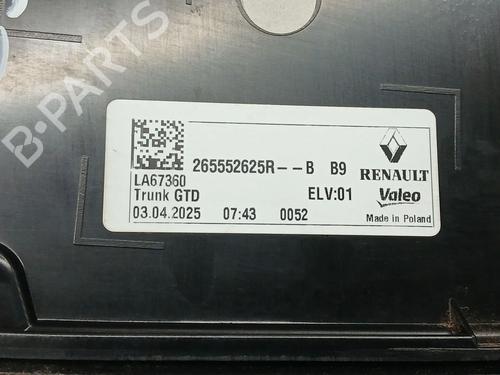 265552625R--B B9
RENAULT
LA67360
Trunk GTD
ELV:01
Valeo
03.04.2025 07:43 0052
Made in Poland
B-PARTS